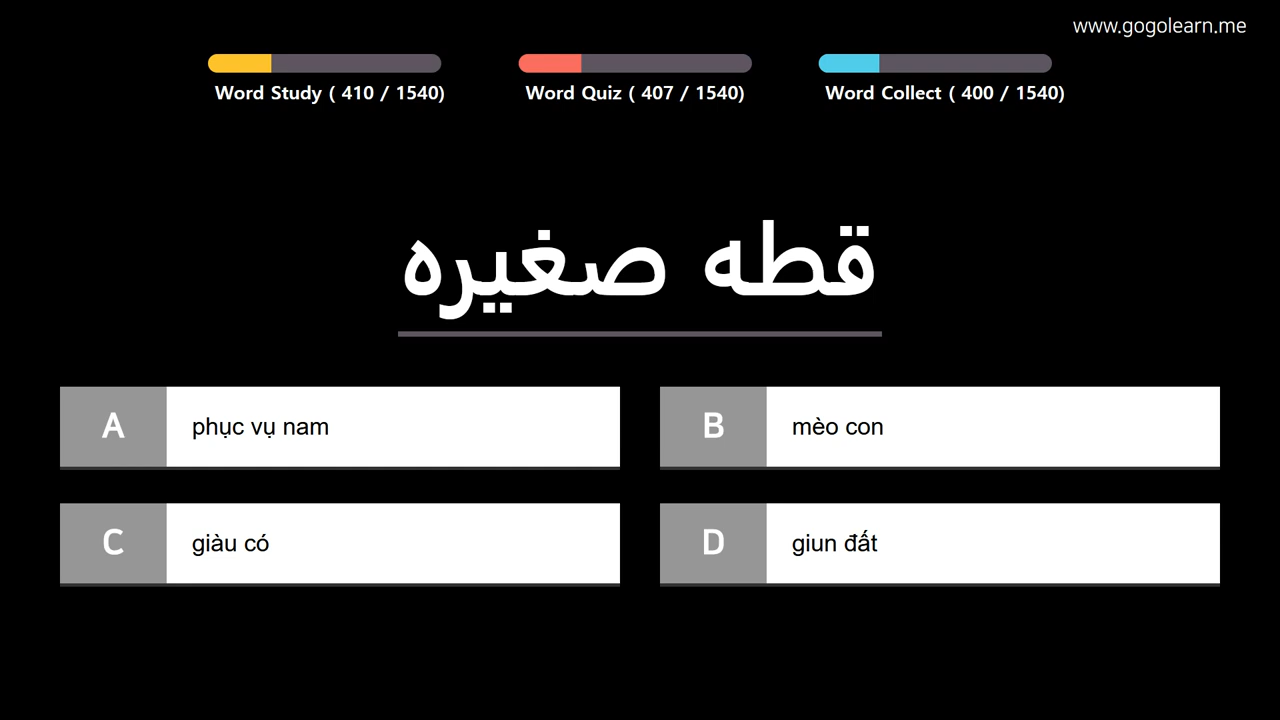 www.gogolearn.me
Word Study ( 410 / 1540)
Word Quiz ( 407 / 1540)
Word Collect ( 400 / 1540)
قطه صغيره
A phục vụ nam
B mèo con
C giàu có
D giun đất